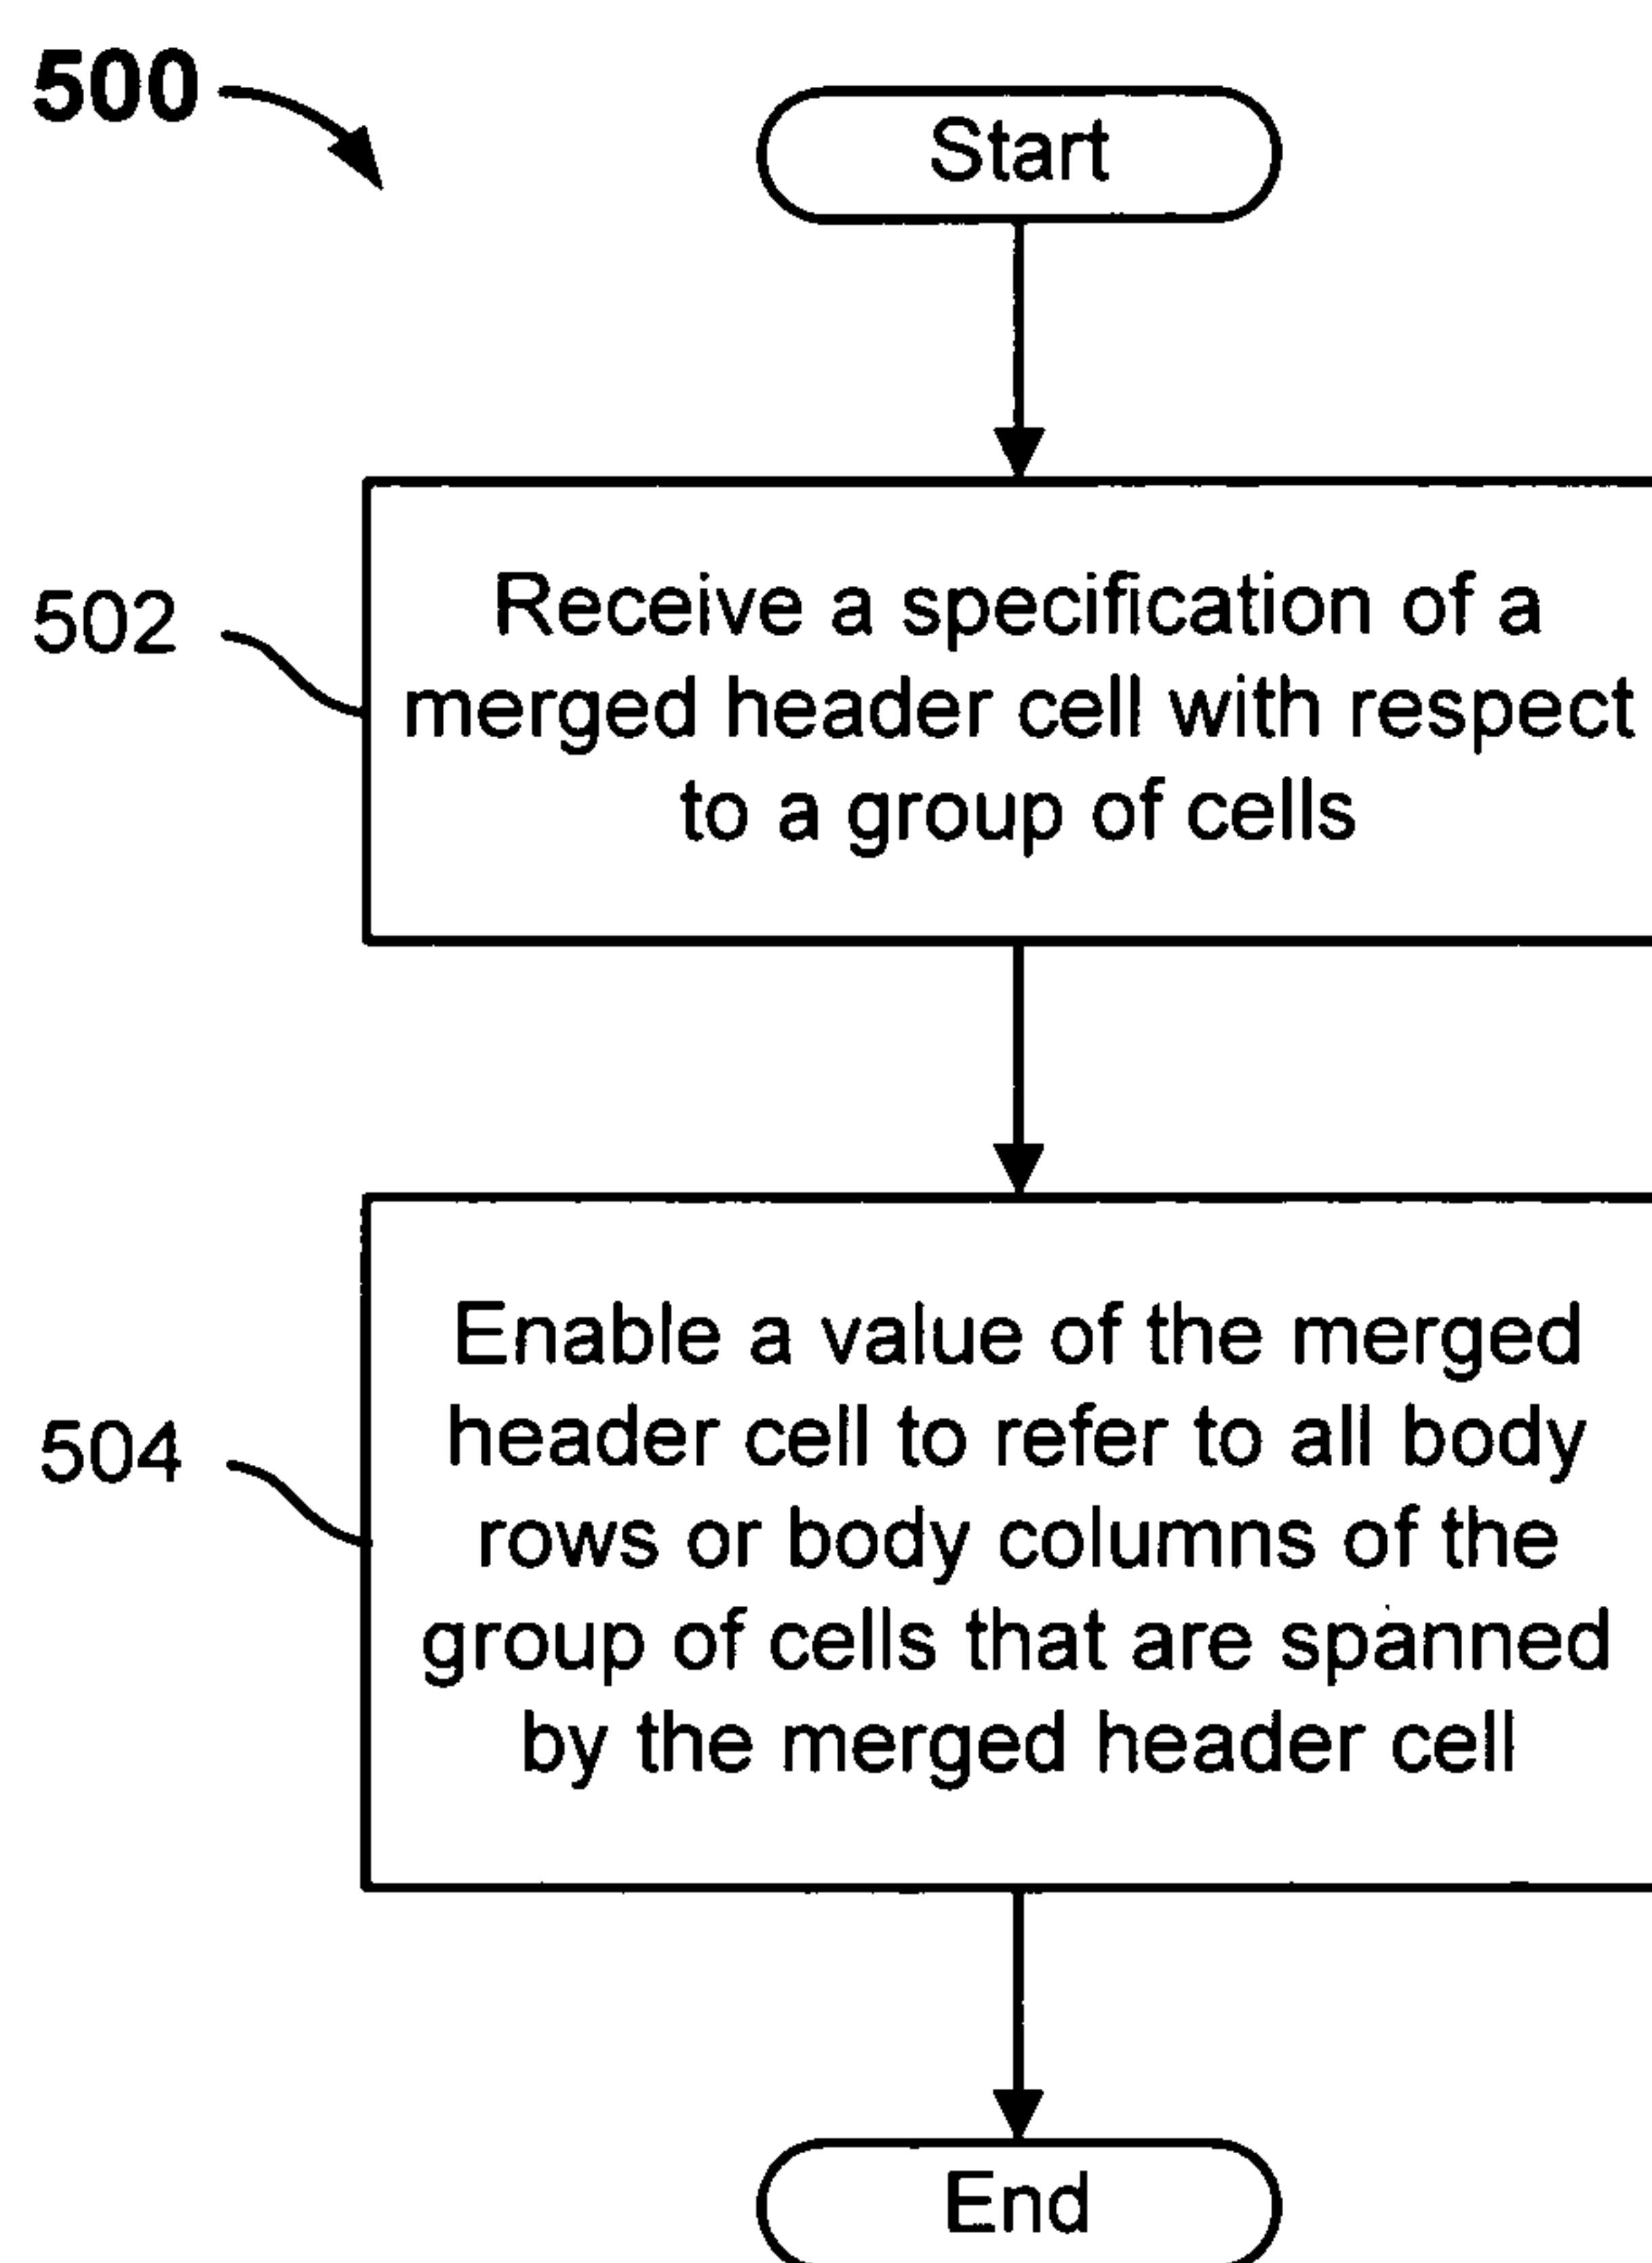 500
Start
502
Receive a specification of a
merged header cell with respect
to a group of cells
504
Enable a value of the merged
header cell to refer to all body
rows or body columns of the
group of cells that are spanned
by the merged header cell
End